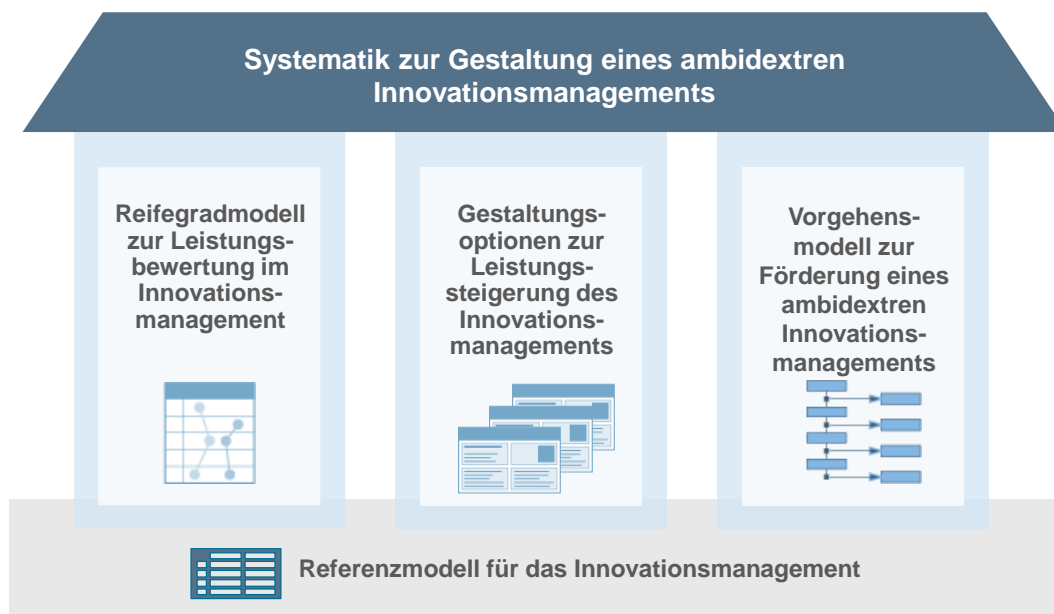 Systematik zur Gestaltung eines ambidextren
Innovationsmanagements
Reifegradmodell
zur Leistungs-
bewertung im
Innovations-
management
Gestaltungs-
optionen zur
Leistungs-
steigerung des
Innovations-
managements
Vorgehens-
modell zur
Förderung eines
ambidextren
Innovations-
managements
Referenzmodell für das Innovationsmanagement